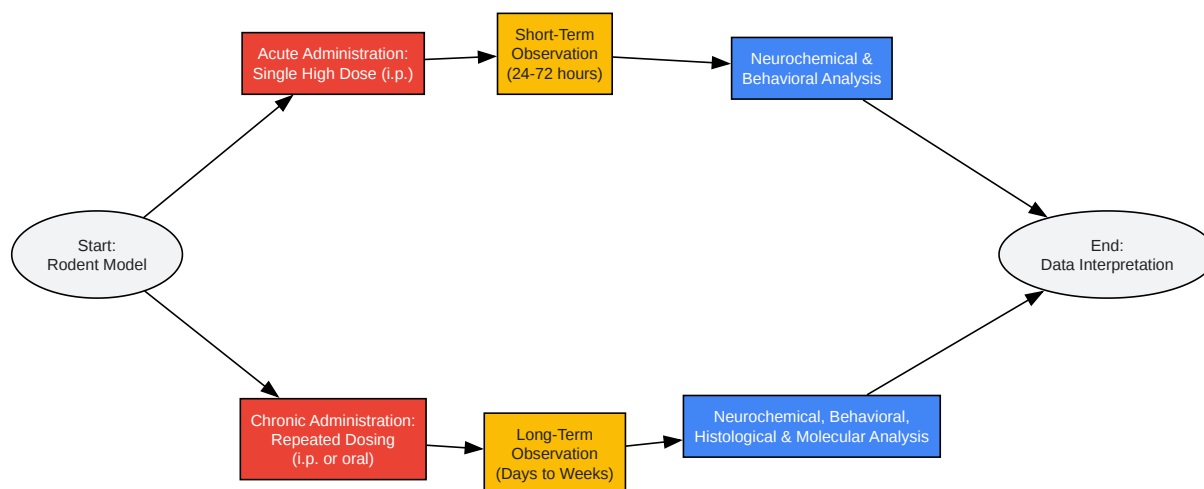 Start:
Rodent Model
Acute Administration:
Single High Dose (i.p.)
Short-Term
Observation
(24-72 hours)
Neurochemical &
Behavioral Analysis
Chronic Administration:
Repeated Dosing
(i.p. or oral)
Long-Term
Observation
(Days to Weeks)
Neurochemical, Behavioral,
Histological & Molecular Analysis
End:
Data Interpretation